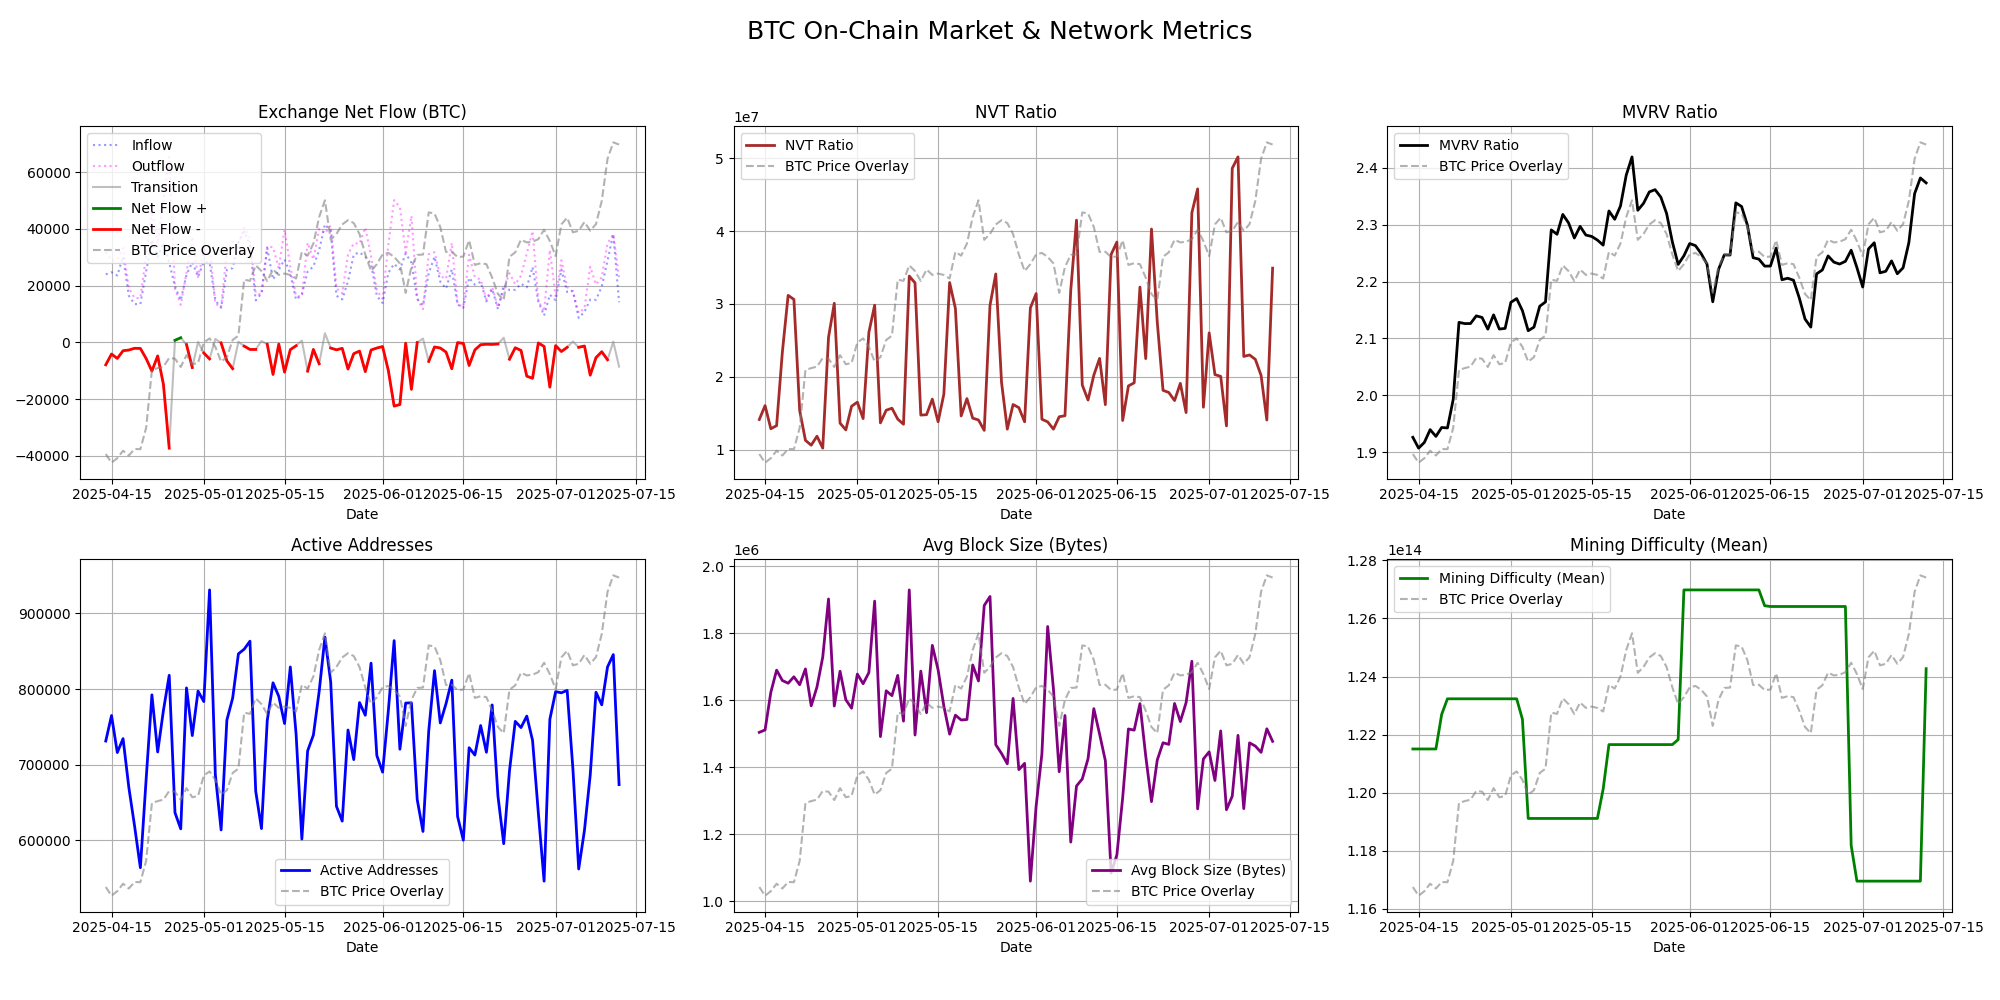 BTC On-Chain Market & Network Metrics
Exchange Net Flow (BTC)
Inflow
Outflow
Transition
Net Flow +
Net Flow -
BTC Price Overlay
60000
40000
20000
0
−20000
−40000
2025-04-15 2025-05-01 2025-05-15 2025-06-01 2025-06-15 2025-07-01 2025-07-15
Date
NVT Ratio
1e7
NVT Ratio
BTC Price Overlay
5
4
3
2
1
2025-04-15 2025-05-01 2025-05-15 2025-06-01 2025-06-15 2025-07-01 2025-07-15
Date
MVRV Ratio
MVRV Ratio
BTC Price Overlay
2.4
2.3
2.2
2.1
2.0
1.9
2025-04-15 2025-05-01 2025-05-15 2025-06-01 2025-06-15 2025-07-01 2025-07-15
Date
Active Addresses
900000
800000
700000
600000
Active Addresses
BTC Price Overlay
2025-04-15 2025-05-01 2025-05-15 2025-06-01 2025-06-15 2025-07-01 2025-07-15
Date
Avg Block Size (Bytes)
1e6
2.0
1.8
1.6
1.4
1.2
1.0
Avg Block Size (Bytes)
BTC Price Overlay
2025-04-15 2025-05-01 2025-05-15 2025-06-01 2025-06-15 2025-07-01 2025-07-15
Date
Mining Difficulty (Mean)
1e14
Mining Difficulty (Mean)
BTC Price Overlay
1.28
1.26
1.24
1.22
1.20
1.18
1.16
2025-04-15 2025-05-01 2025-05-15 2025-06-01 2025-06-15 2025-07-01 2025-07-15
Date